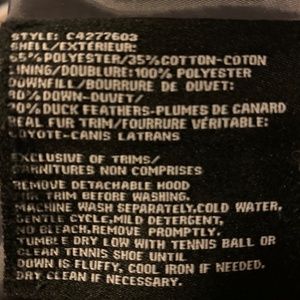 STYLE: C4277603
SHELL/EXTÉRIEUR:
65%POLYESTER/35%COTTON-COTON
LINING/DOUBLURE:100% POLYESTER
DOWNFILL/BOURRURE DE DUVET:
80%DOWN-DUVET/
20%DUCK FEATHERS-PLUMES DE CANARD
REAL FUR TRIM/FOURRURE VÉRITABLE:
COYOTE-CANIS LATRANS
EXCLUSIVE OF TRIMS/
GARNITURES NON COMPRISES
REMOVE DETACHABLE HOOD
FUR TRIM BEFORE WASHING.
MACHINE WASH SEPARATELY,COLD WATER,
GENTLE CYCLE,MILD DETERGENT,
NO BLEACH,REMOVE PROMPTLY.
TUMBLE DRY LOW WITH TENNIS BALL OR
CLEAN TENNIS SHOE UNTIL
DOWN IS FLUFFY, COOL IRON IF NEEDED.
DRY CLEAN IF NECESSARY.